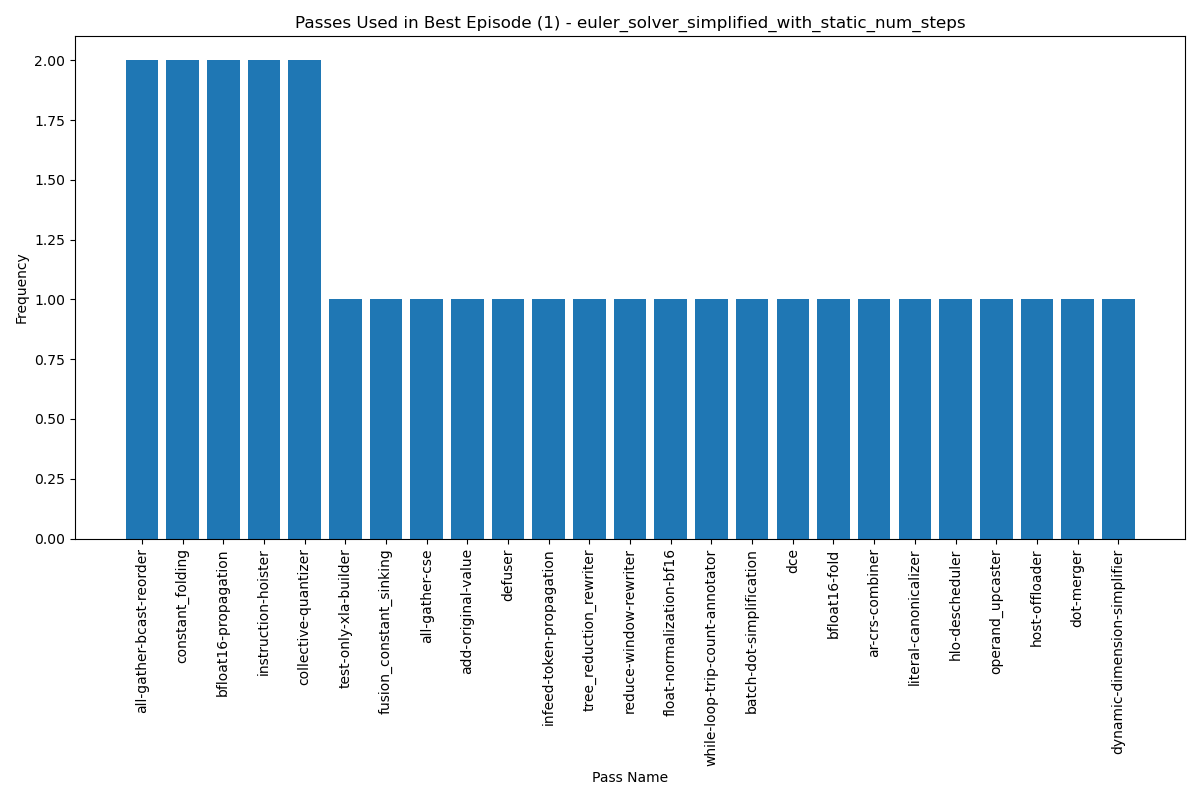 Passes Used in Best Episode (1) - euler_solver_simplified_with_static_num_steps
2.00
1.75
1.50
1.25
1.00
0.75
0.50
0.25
0.00
Frequency
all-gather-bcast-reorder
constant_folding
bfloat16-propagation
instruction-hoister
collective-quantizer
test-only-xla-builder
fusion_constant_sinking
all-gather-cse
add-original-value
defuser
infeed-token-propagation
tree_reduction_rewriter
reduce-window-rewriter
float-normalization-bf16
while-loop-trip-count-annotator
batch-dot-simplification
dce
bfloat16-fold
ar-crs-combiner
literal-canonicalizer
hlo-descheduler
operand_upcaster
host-offloader
dot-merger
dynamic-dimension-simplifier
Pass Name